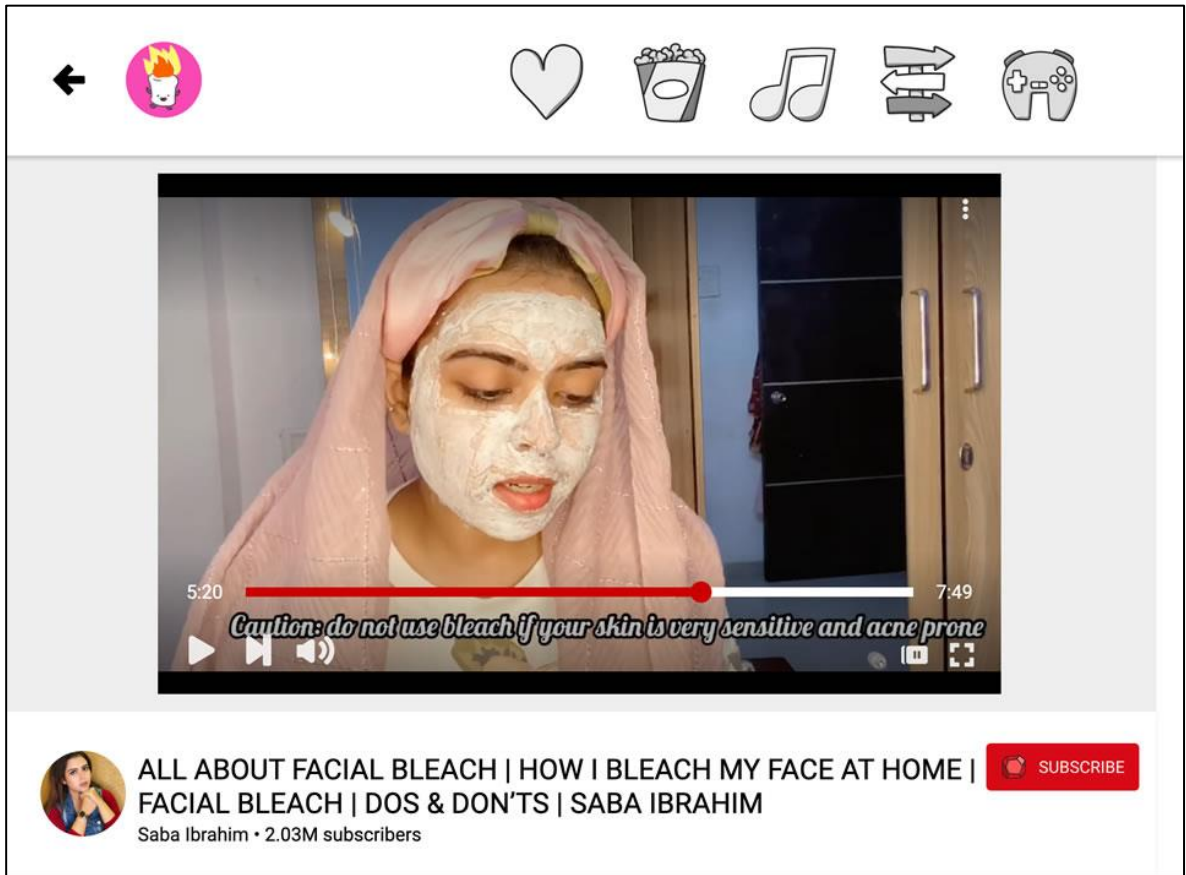 5:20
7:49
Caution: do not use bleach if your skin is very sensitive and acne prone
ALL ABOUT FACIAL BLEACH | HOW I BLEACH MY FACE AT HOME |
FACIAL BLEACH | DOS & DON’TS | SABA IBRAHIM
SUBSCRIBE
Saba Ibrahim • 2.03M subscribers